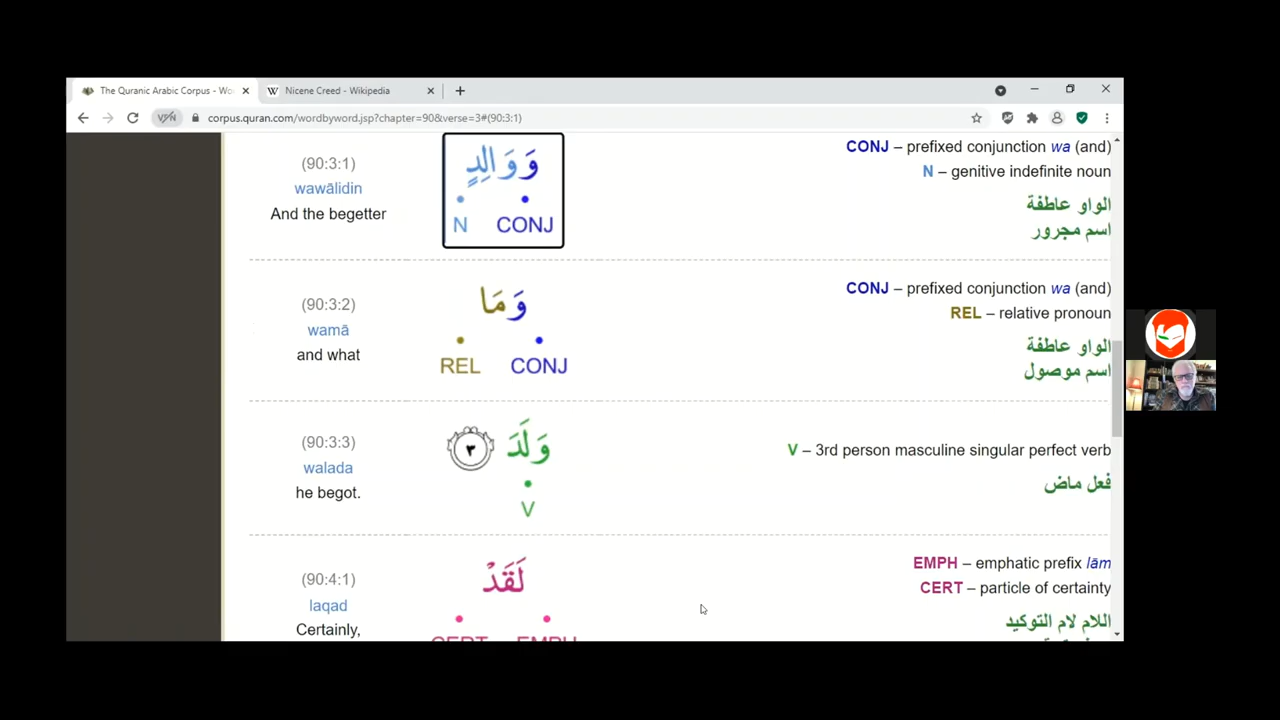 The Quranic Arabic Corpus - Wo
Nicene Creed - Wikipedia
VPN
corpus.quran.com/wordbyword.jsp?chapter=90&verse=3#(90:3:1)
(90:3:1)
wawālidin
And the begetter
وَوَالِدٍ
N CONJ
CONJ – prefixed conjunction wa (and)
N – genitive indefinite noun
الواو عاطفة
اسم مجرور
(90:3:2)
wamā
and what
وَمَا
REL CONJ
CONJ – prefixed conjunction wa (and)
REL – relative pronoun
الواو عاطفة
اسم موصول
(90:3:3)
walada
he begot.
وَلَدَ ٣
V
V – 3rd person masculine singular perfect verb
فعل ماض
(90:4:1)
laqad
Certainly,
لَقَدْ
CERT EMPH
EMPH – emphatic prefix lām
CERT – particle of certainty
اللام لام التوكيد